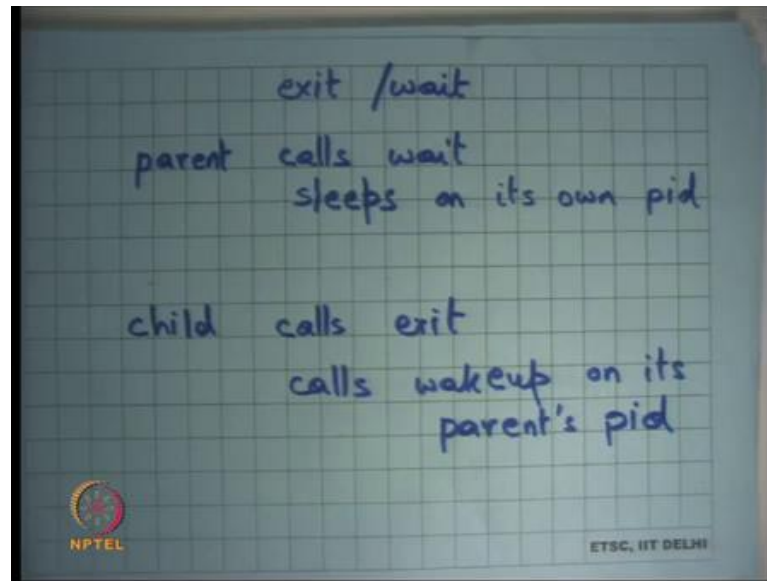 exit /wait
parent calls wait
sleeps on its own pid
child calls exit
calls wakeup on its
parent's pid
NPTEL
ETSC, IIT DELHI